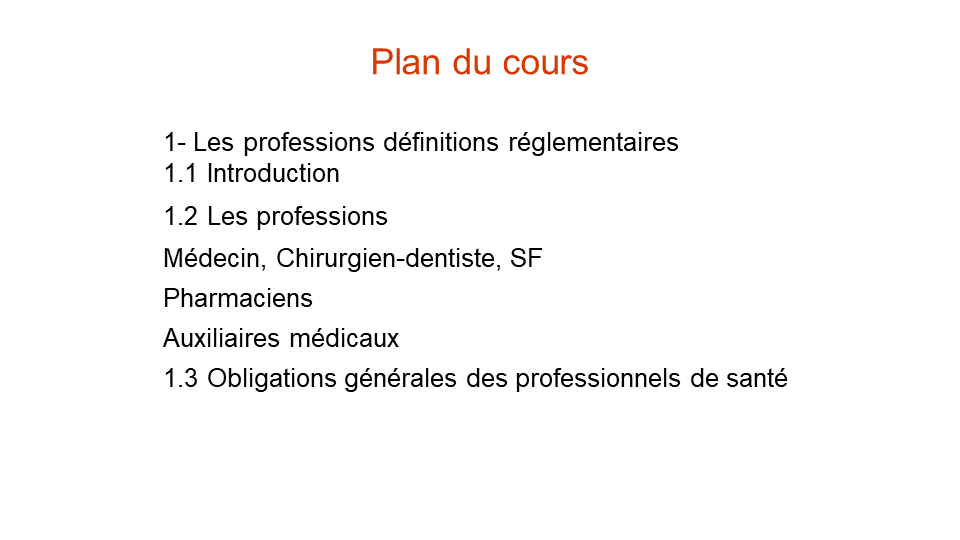 Plan du cours
1- Les professions définitions réglementaires
1.1 Introduction
1.2 Les professions
Médecin, Chirurgien-dentiste, SF
Pharmaciens
Auxiliaires médicaux
1.3 Obligations générales des professionnels de santé